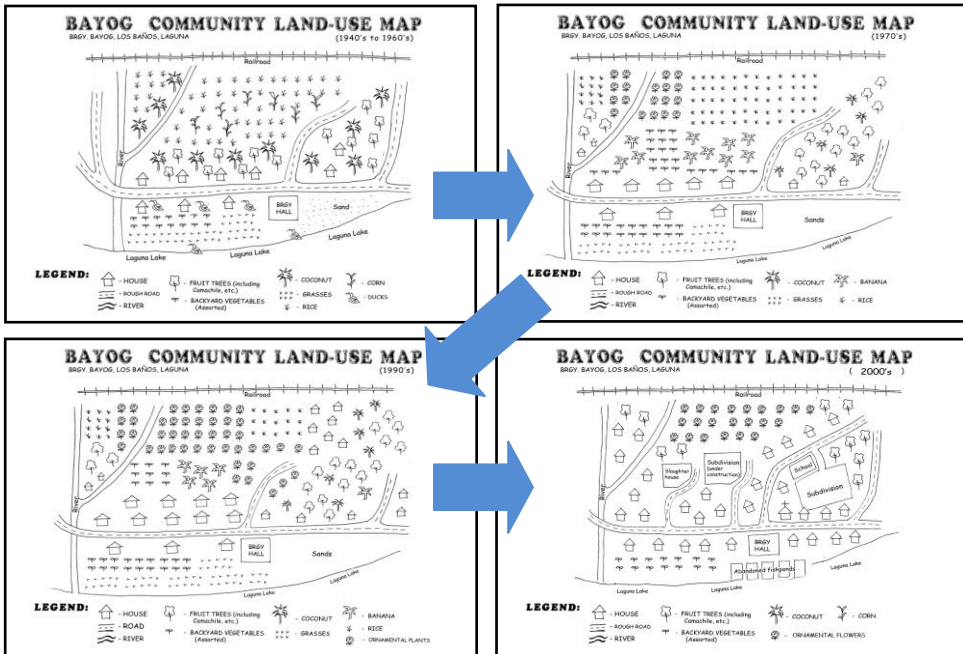 BAYOG COMMUNITY LAND-USE MAP
BRGY. BAYOG, LOS BAÑOS, LAGUNA
(1940's to 1960's)
Railroad
River
BRGY HALL
Sand
Laguna Lake
Laguna Lake
Laguna Lake
LEGEND:
- HOUSE
- ROUGH ROAD
- RIVER
- FRUIT TREES (including Camachile, etc.)
- BACKYARD VEGETABLES (Assorted)
- COCONUT
- GRASSES
- RICE
- CORN
- DUCKS
BAYOG COMMUNITY LAND-USE MAP
BRGY. BAYOG, LOS BAÑOS, LAGUNA
(1970's)
Railroad
River
BRGY HALL
Sands
Laguna Lake
Laguna Lake
LEGEND:
- HOUSE
- ROUGH ROAD
- RIVER
- FRUIT TREES (including Camachile, etc.)
- BACKYARD VEGETABLES (Assorted)
- COCONUT
- GRASSES
- BANANA
- RICE
BAYOG COMMUNITY LAND-USE MAP
BRGY. BAYOG, LOS BAÑOS, LAGUNA
(1990's)
Railroad
River
BRGY HALL
Sands
Laguna Lake
Laguna Lake
LEGEND:
- HOUSE
- ROAD
- RIVER
- FRUIT TREES (including Camachile, etc.)
- BACKYARD VEGETABLES (Assorted)
- COCONUT
- GRASSES
- BANANA
- RICE
- ORNAMENTAL PLANTS
BAYOG COMMUNITY LAND-USE MAP
BRGY. BAYOG, LOS BAÑOS, LAGUNA
( 2000's )
Railroad
River
Slaughter house
Subdivision (under construction)
School
Subdivision
BRGY HALL
Abandoned fishponds
Laguna Lake
Laguna Lake
Laguna Lake
LEGEND:
- HOUSE
- ROUGH ROAD
- RIVER
- FRUIT TREES (including Camachile, etc.)
- BACKYARD VEGETABLES (Assorted)
- COCONUT
- CORN
- ORNAMENTAL FLOWERS